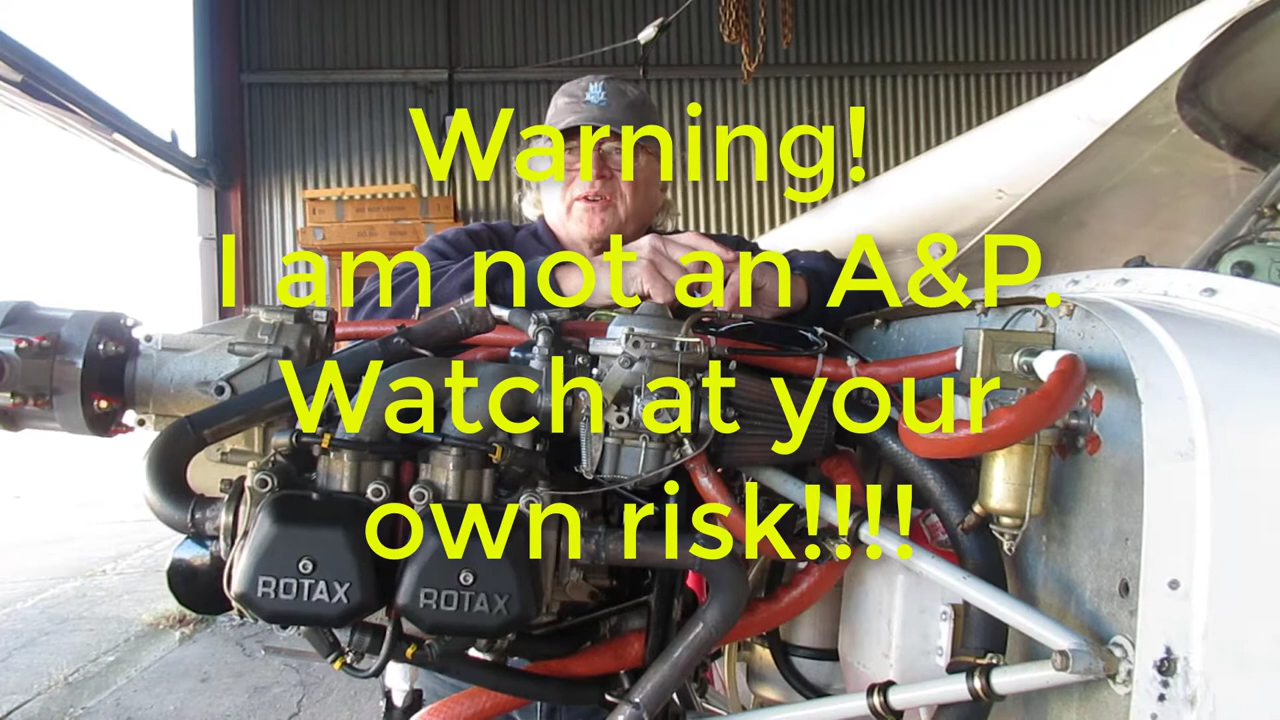 Warning!
I am not an A&P.
Watch at your
own risk!!!!
ROTAX
ROTAX